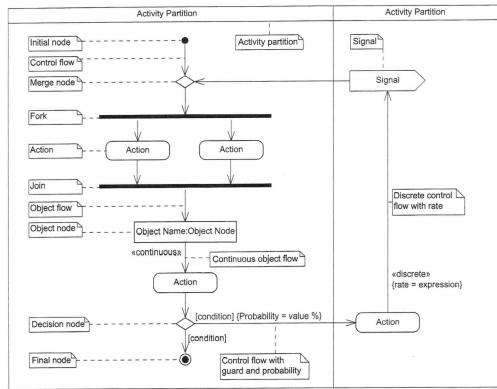 Activity Partition
Activity Partition
Initial node
Activity partition
Signal
Control flow
Merge node
Signal
Fork
Action
Action
Action
Join
Discrete control
flow with rate
Object flow
Object node
Object Name:Object Node
«continuous»
Continuous object flow
«discrete»
{rate = expression}
Action
Decision node
[condition] {Probability = value %}
Action
[condition]
Final node
Control flow with
guard and probability